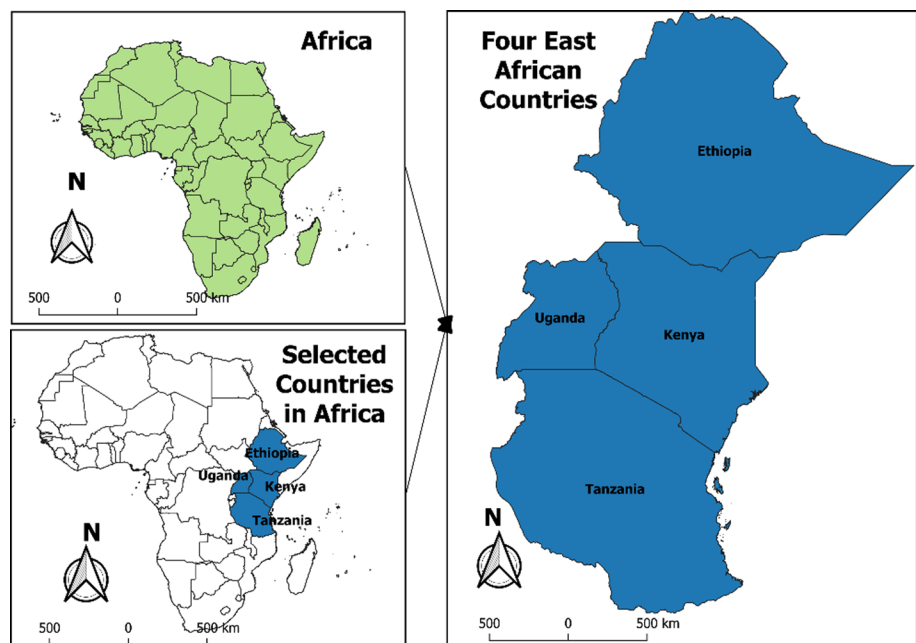 Africa
N
500 0 500 km
Selected
Countries
in Africa
Ethiopia
Uganda
Kenya
Tanzania
N
500 0 500 km
Four East
African
Countries
Ethiopia
Uganda
Kenya
Tanzania
N
500 0 500 km